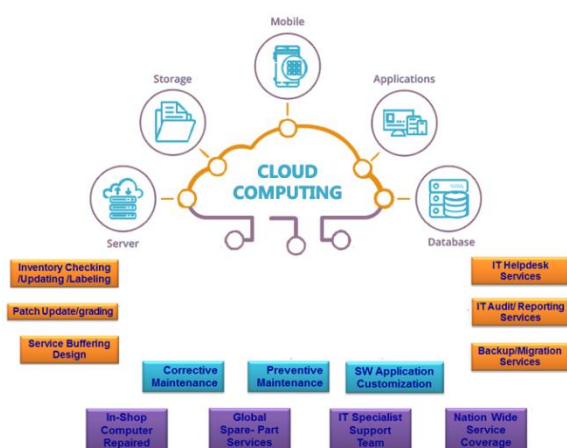 Mobile
Storage
Applications
CLOUD
COMPUTING
Server
Database
Inventory Checking
/Updating /Labeling
IT Helpdesk
Services
Patch Update/grading
IT Audit/ Reporting
Services
Service Buffering
Design
Backup/Migration
Services
Corrective
Maintenance
Preventive
Maintenance
SW Application
Customization
In-Shop
Computer
Repaired
Global
Spare- Part
Services
IT Specialist
Support
Team
Nation Wide
Service
Coverage